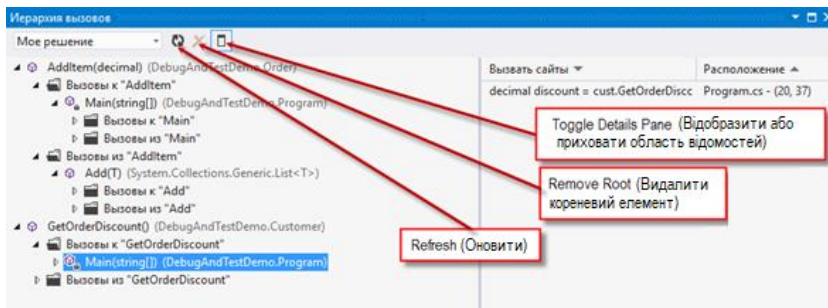 Иерархия вызовов
Мое решение
AddItem(decimal) (DebugAndTestDemo.Order)
Вызовы к "AddItem"
Main(string[]) (DebugAndTestDemo.Program)
Вызовы к "Main"
Вызовы из "Main"
Вызовы из "AddItem"
Add(T) (System.Collections.Generic.List<T>)
Вызовы к "Add"
Вызовы из "Add"
GetOrderDiscount() (DebugAndTestDemo.Customer)
Вызовы к "GetOrderDiscount"
Main(string[]) (DebugAndTestDemo.Program)
Вызовы из "GetOrderDiscount"
Вызвать сайты
Расположение
decimal discount = cust.GetOrderDiscc
Program.cs - (20, 37)
Toggle Details Pane (Відобразити або
приховати область відомостей)
Remove Root (Видалити
кореневий елемент)
Refresh (Оновити)